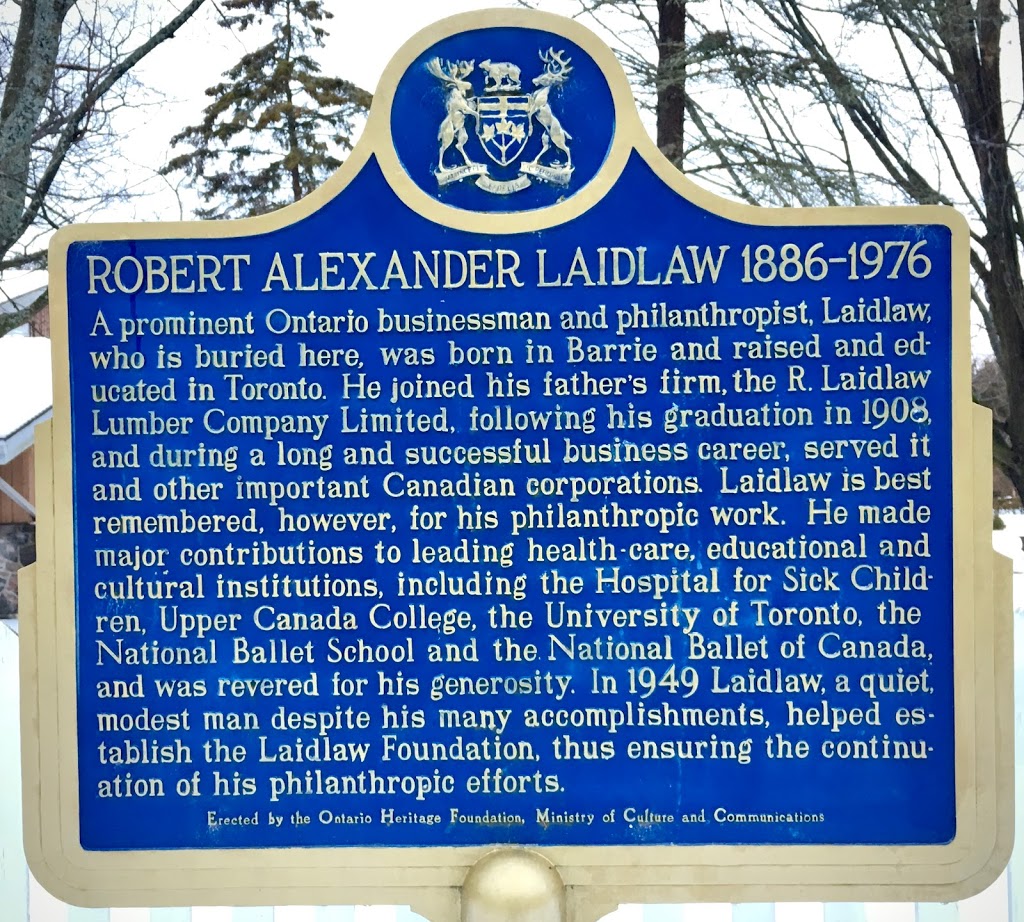 ROBERT ALEXANDER LAIDLAW 1886-1976
A prominent Ontario businessman and philanthropist, Laidlaw,
who is buried here, was born in Barrie and raised and ed-
ucated in Toronto. He joined his father's firm, the R. Laidlaw
Lumber Company Limited, following his graduation in 1908,
and during a long and successful business career, served it
and other important Canadian corporations. Laidlaw is best
remembered, however, for his philanthropic work. He made
major contributions to leading health-care, educational and
cultural institutions, including the Hospital for Sick Child-
ren, Upper Canada College, the University of Toronto, the
National Ballet School and the National Ballet of Canada,
and was revered for his generosity. In 1949 Laidlaw, a quiet,
modest man despite his many accomplishments, helped es-
tablish the Laidlaw Foundation, thus ensuring the continu-
ation of his philanthropic efforts.
Erected by the Ontario Heritage Foundation, Ministry of Culture and Communications